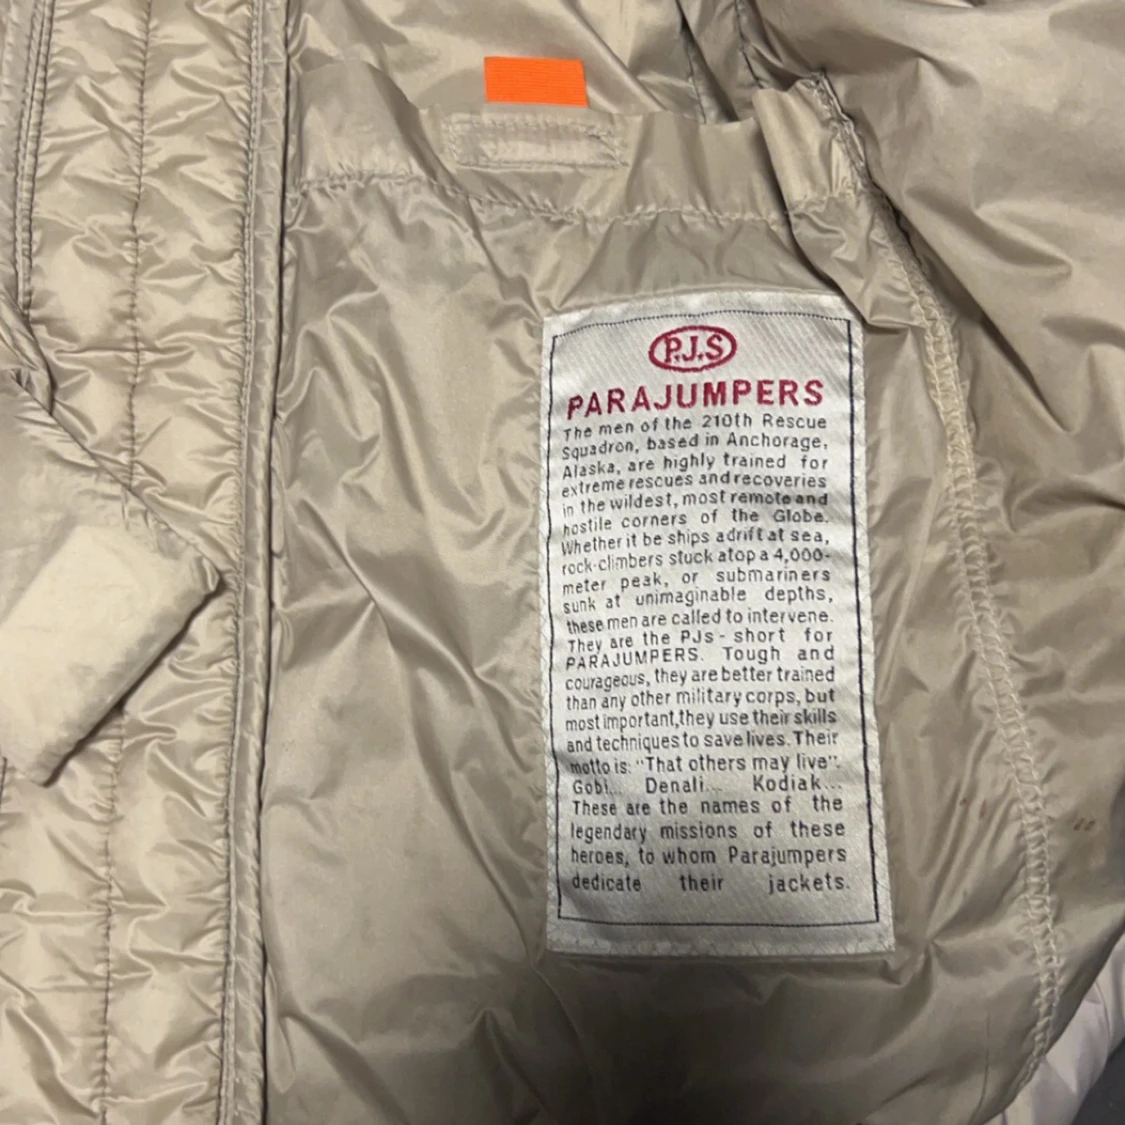 P.J.S
PARAJUMPERS
The men of the 210th Rescue
Squadron, based in Anchorage,
Alaska, are highly trained for
extreme rescues and recoveries
in the wildest, most remote and
hostile corners of the Globe.
Whether it be ships adrift at sea,
rock-climbers stuck atop a 4,000-
meter peak, or submariners
sunk at unimaginable depths,
these men are called to intervene.
They are the PJs - short for
PARAJUMPERS. Tough and
courageous, they are better trained
than any other military corps, but
most important, they use their skills
and techniques to save lives. Their
motto is: "That others may live".
Gobi... Denali... Kodiak...
These are the names of the
legendary missions of these
heroes, to whom Parajumpers
dedicate their jackets.